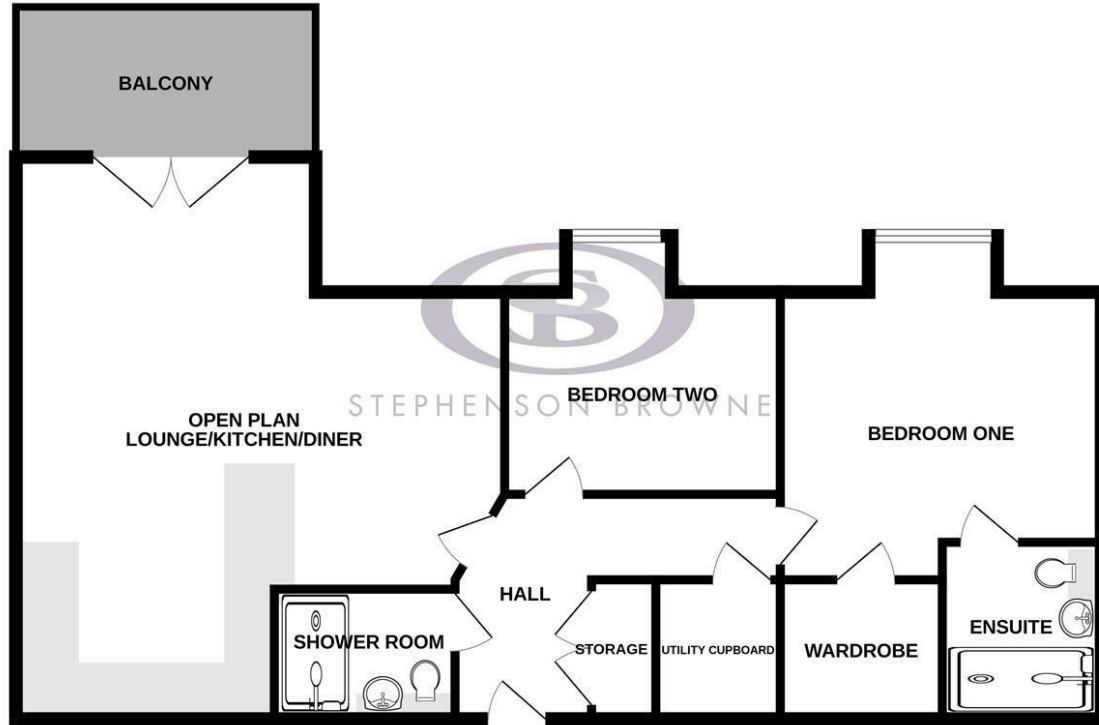 BALCONY
SB
STEPHENSON BROWNE
BEDROOM TWO
OPEN PLAN
LOUNGE/KITCHEN/DINER
BEDROOM ONE
HALL
SHOWER ROOM
STORAGE
UTILITY CUPBOARD
WARDROBE
ENSUITE